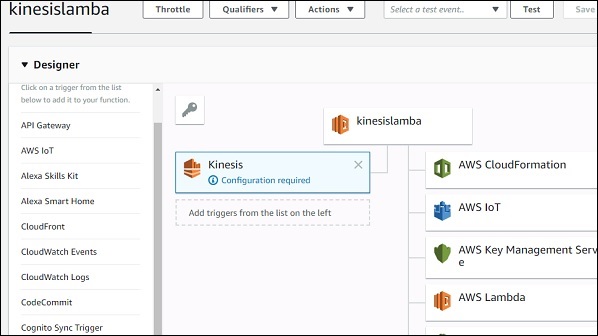 kinesislamba
Throttle
Qualifiers
Actions
Select a test event..
Test
Save
Designer
Click on a trigger from the list
below to add it to your function.
API Gateway
AWS IoT
Alexa Skills Kit
Alexa Smart Home
CloudFront
CloudWatch Events
CloudWatch Logs
CodeCommit
Cognito Sync Trigger
kinesislamba
Kinesis
Configuration required
Add triggers from the list on the left
AWS CloudFormation
AWS IoT
AWS Key Management Servic
e
AWS Lambda